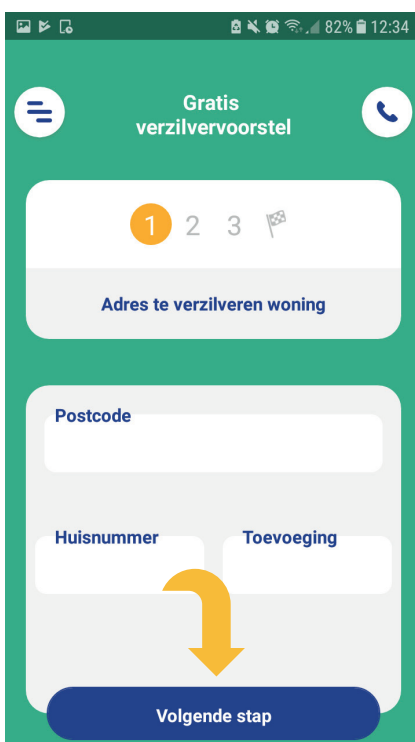 82% 12:34
Gratis
verzilvervoorstel
1 2 3
Adres te verzilveren woning
Postcode
Huisnummer Toevoeging
Volgende stap